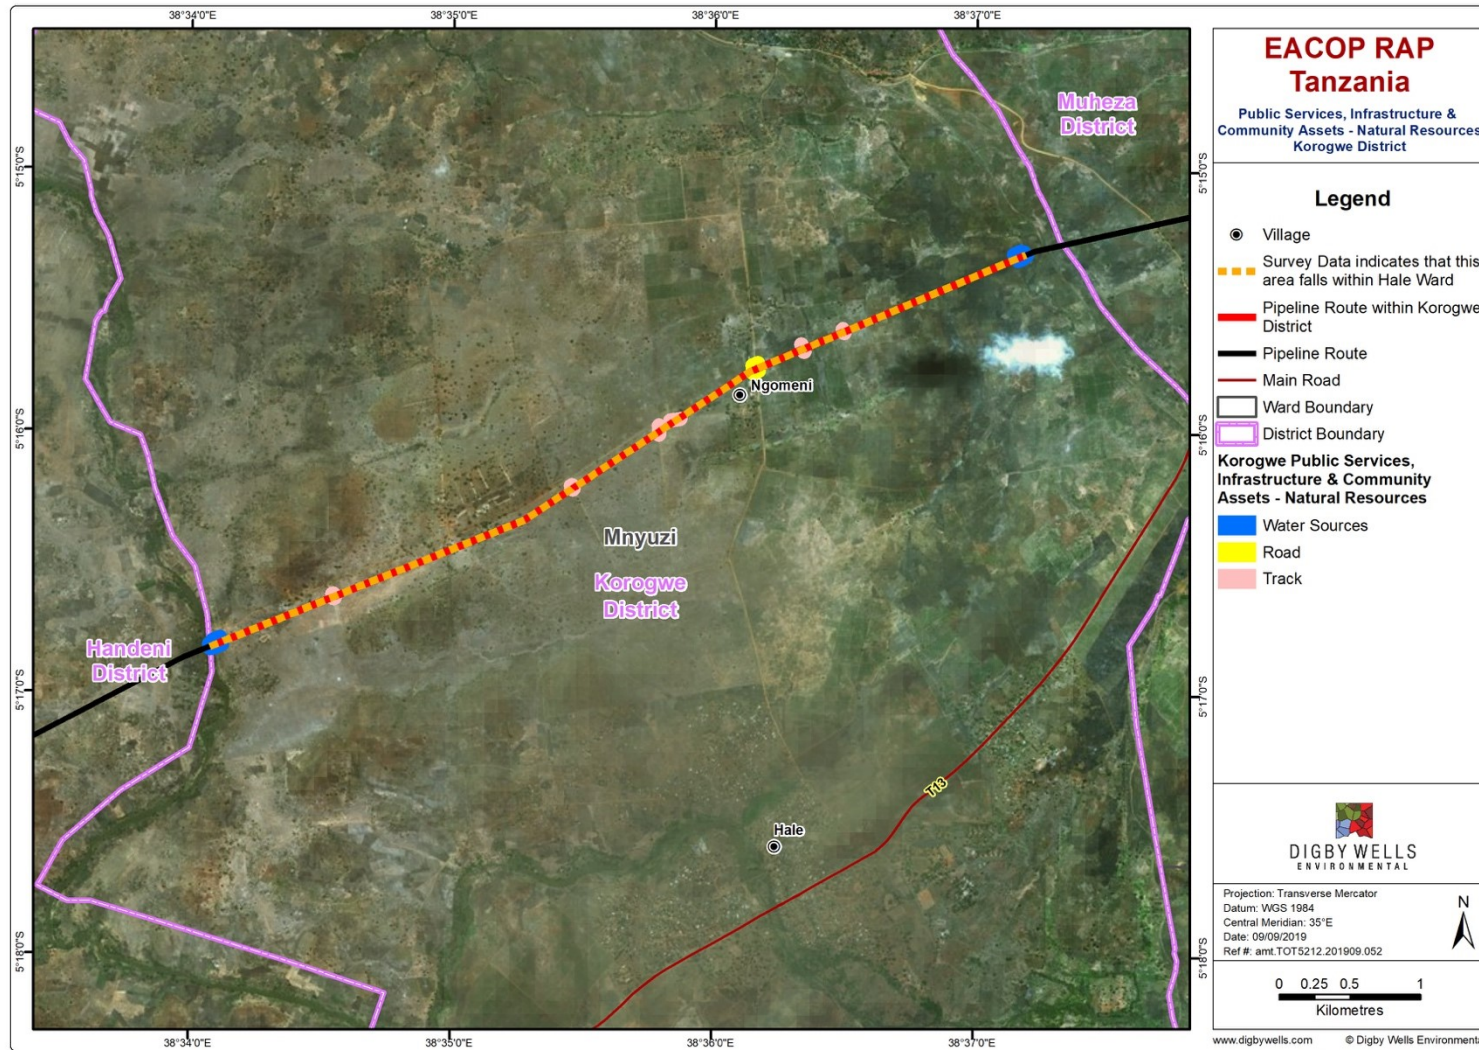 38°34'0"E
38°35'0"E
38°36'0"E
38°37'0"E
5°15'0"S
5°16'0"S
5°17'0"S
5°18'0"S
5°15'0"S
5°16'0"S
5°17'0"S
5°18'0"S
Muheza
District
Ngomeni
Mnyuzi
Korogwe
District
Handeni
District
T13
Hale
38°34'0"E
38°35'0"E
38°36'0"E
38°37'0"E
EACOP RAP
Tanzania
Public Services, Infrastructure &
Community Assets - Natural Resources
Korogwe District
Legend
Village
Survey Data indicates that this
area falls within Hale Ward
Pipeline Route within Korogwe
District
Pipeline Route
Main Road
Ward Boundary
District Boundary
Korogwe Public Services,
Infrastructure & Community
Assets - Natural Resources
Water Sources
Road
Track
DIGBY WELLS
ENVIRONMENTAL
Projection: Transverse Mercator
Datum: WGS 1984
Central Meridian: 35°E
Date: 09/09/2019
Ref #: amt.TOT5212.201909.052
N
0 0.25 0.5 1
Kilometres
www.digbywells.com © Digby Wells Environment